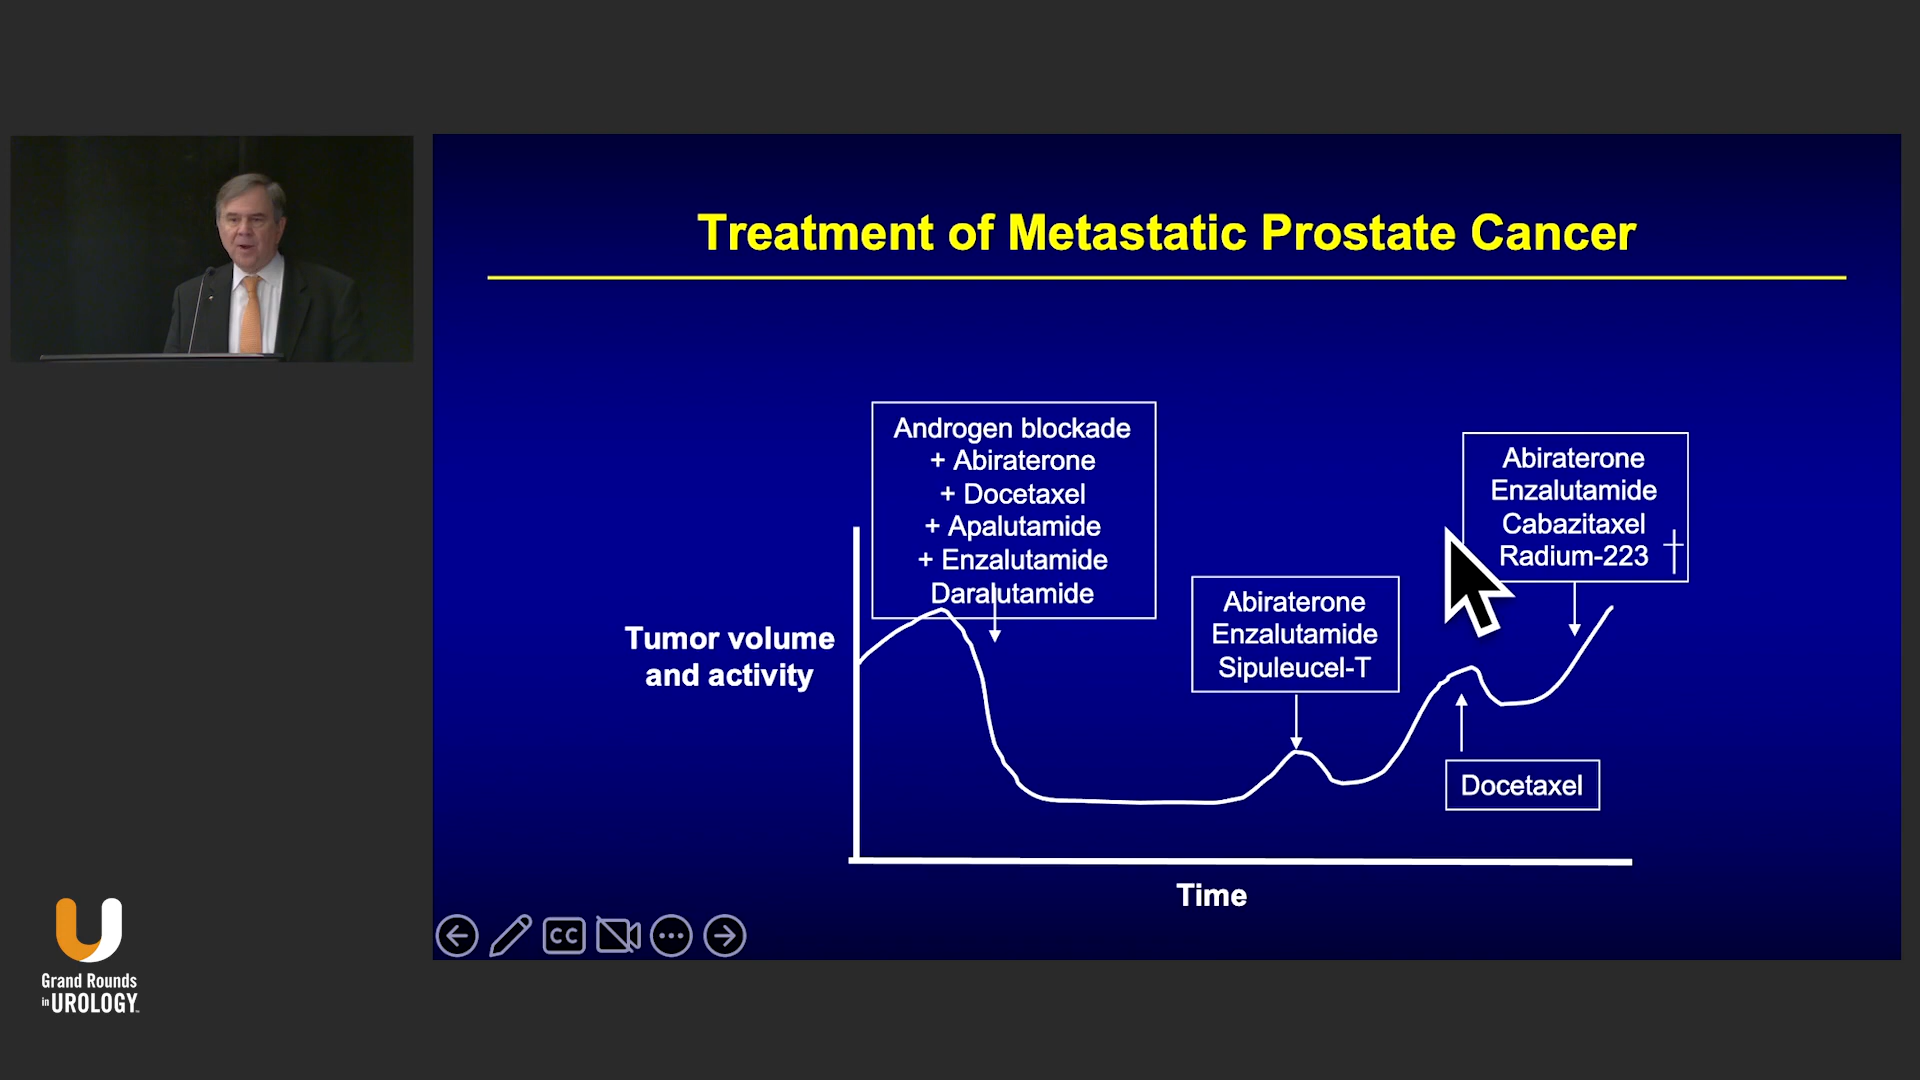 Treatment of Metastatic Prostate Cancer
Androgen blockade
+ Abiraterone
+ Docetaxel
+ Apalutamide
+ Enzalutamide
Daralutamide
Abiraterone
Enzalutamide
Cabazitaxel
Radium-223
Abiraterone
Enzalutamide
Sipuleucel-T
Tumor volume
and activity
Docetaxel
Time
CC
Grand Rounds
in UROLOGY